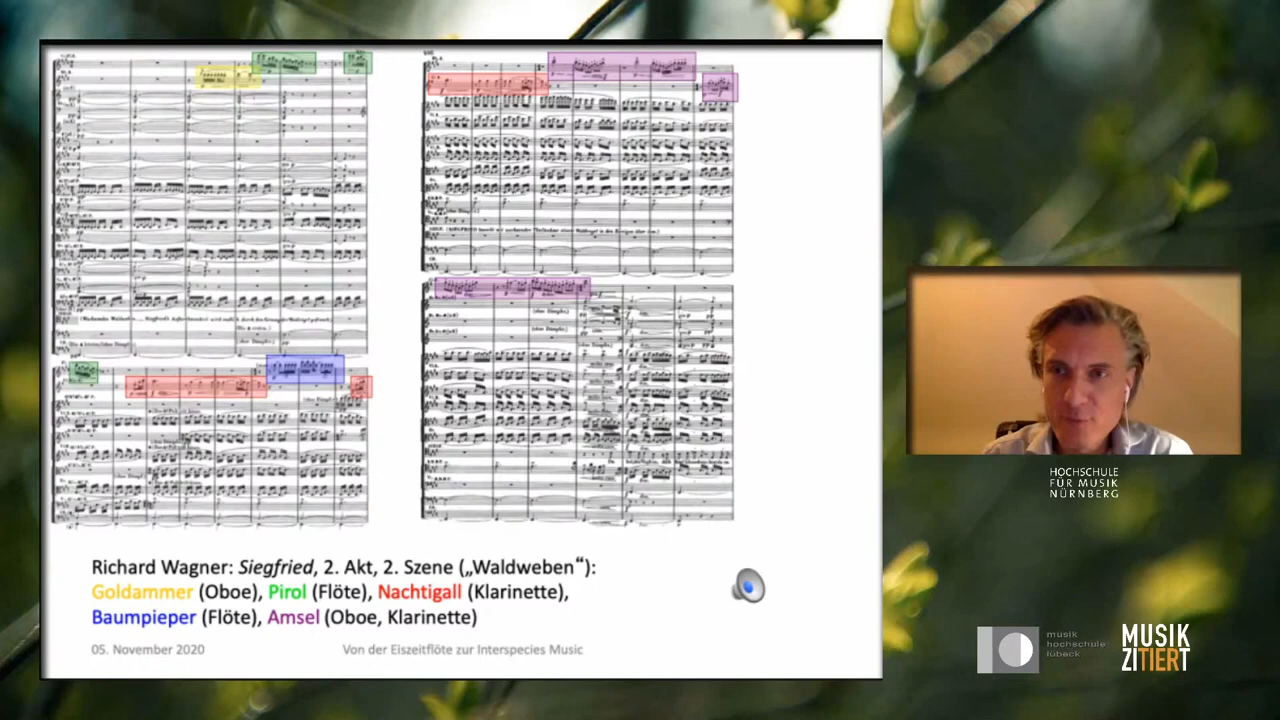 Richard Wagner: Siegfried, 2. Akt, 2. Szene („Waldweben“):
Goldammer (Oboe), Pirol (Flöte), Nachtigall (Klarinette),
Baumpieper (Flöte), Amsel (Oboe, Klarinette)
05. November 2020
Von der Eiszeitflöte zur Interspecies Music
HOCHSCHULE
FÜR MUSIK
NÜRNBERG
musik
hochschule
lübeck
MUSIK
ZITIERT